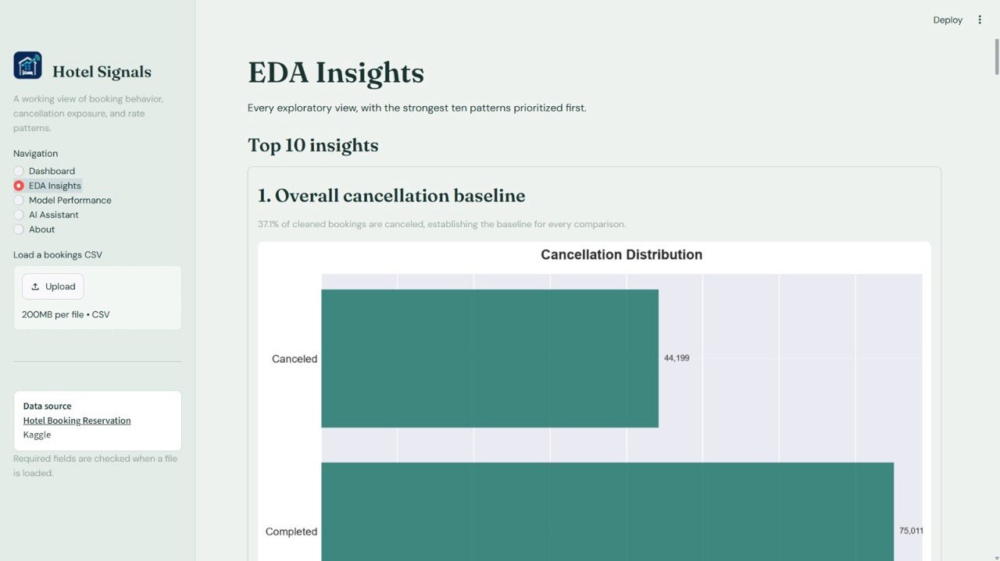 Deploy
Hotel Signals
A working view of booking behavior,
cancellation exposure, and rate
patterns.
Navigation
Dashboard
EDA Insights
Model Performance
AI Assistant
About
Load a bookings CSV
Upload
200MB per file • CSV
Data source
Hotel Booking Reservation
Kaggle
Required fields are checked when a file
is loaded.
EDA Insights
Every exploratory view, with the strongest ten patterns prioritized first.
Top 10 insights
1. Overall cancellation baseline
37.1% of cleaned bookings are canceled, establishing the baseline for every comparison.
Cancellation Distribution
Canceled
44,199
Completed
75,011